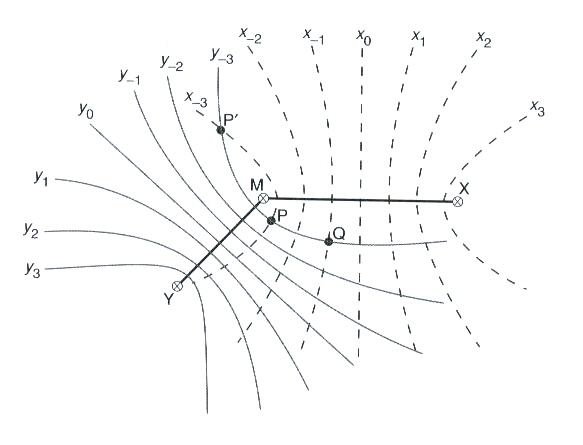 x₋₂ x₋₁ x₀ x₁ x₂
y₋₃
y₋₂
y₋₁
x₋₃
x₃
y₀
P'
y₁
M
X
P
y₂
Q
y₃
Y